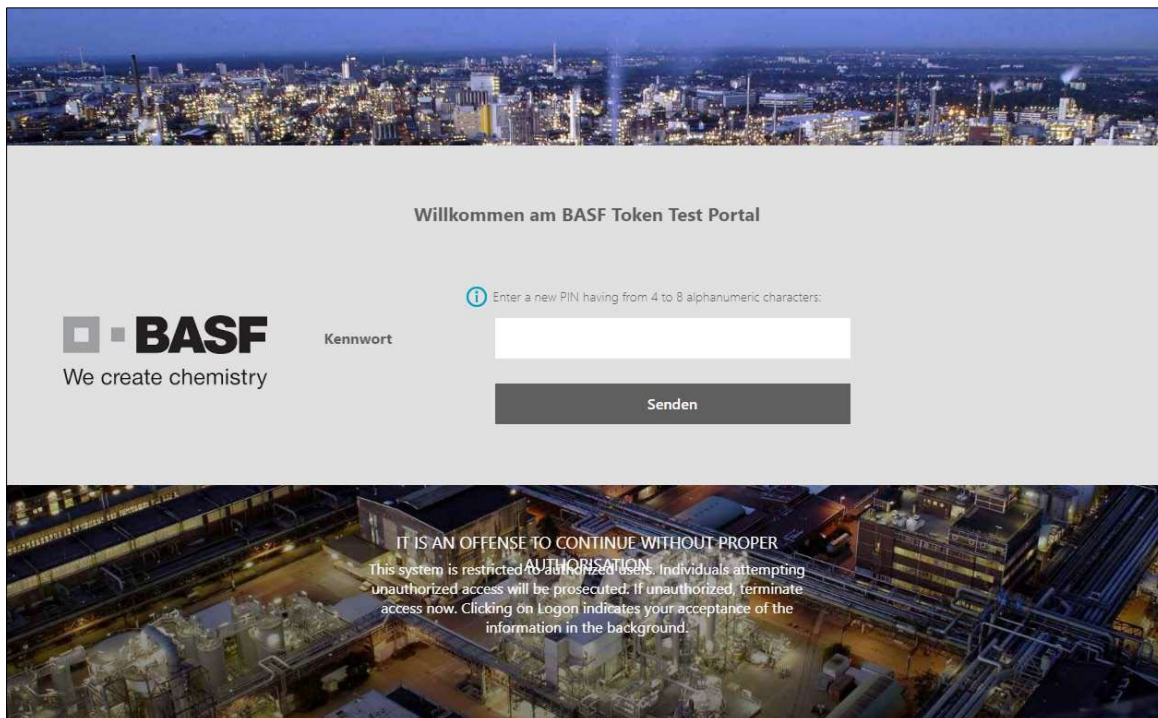 Willkommen am BASF Token Test Portal
Enter a new PIN having from 4 to 8 alphanumeric characters:
BASF
We create chemistry
Kennwort
Senden
IT IS AN OFFENSE TO CONTINUE WITHOUT PROPER
AUTHORISATION
This system is restricted to authorized users. Individuals attempting
unauthorized access will be prosecuted. If unauthorized, terminate
access now. Clicking on Logon indicates your acceptance of the
information in the background.